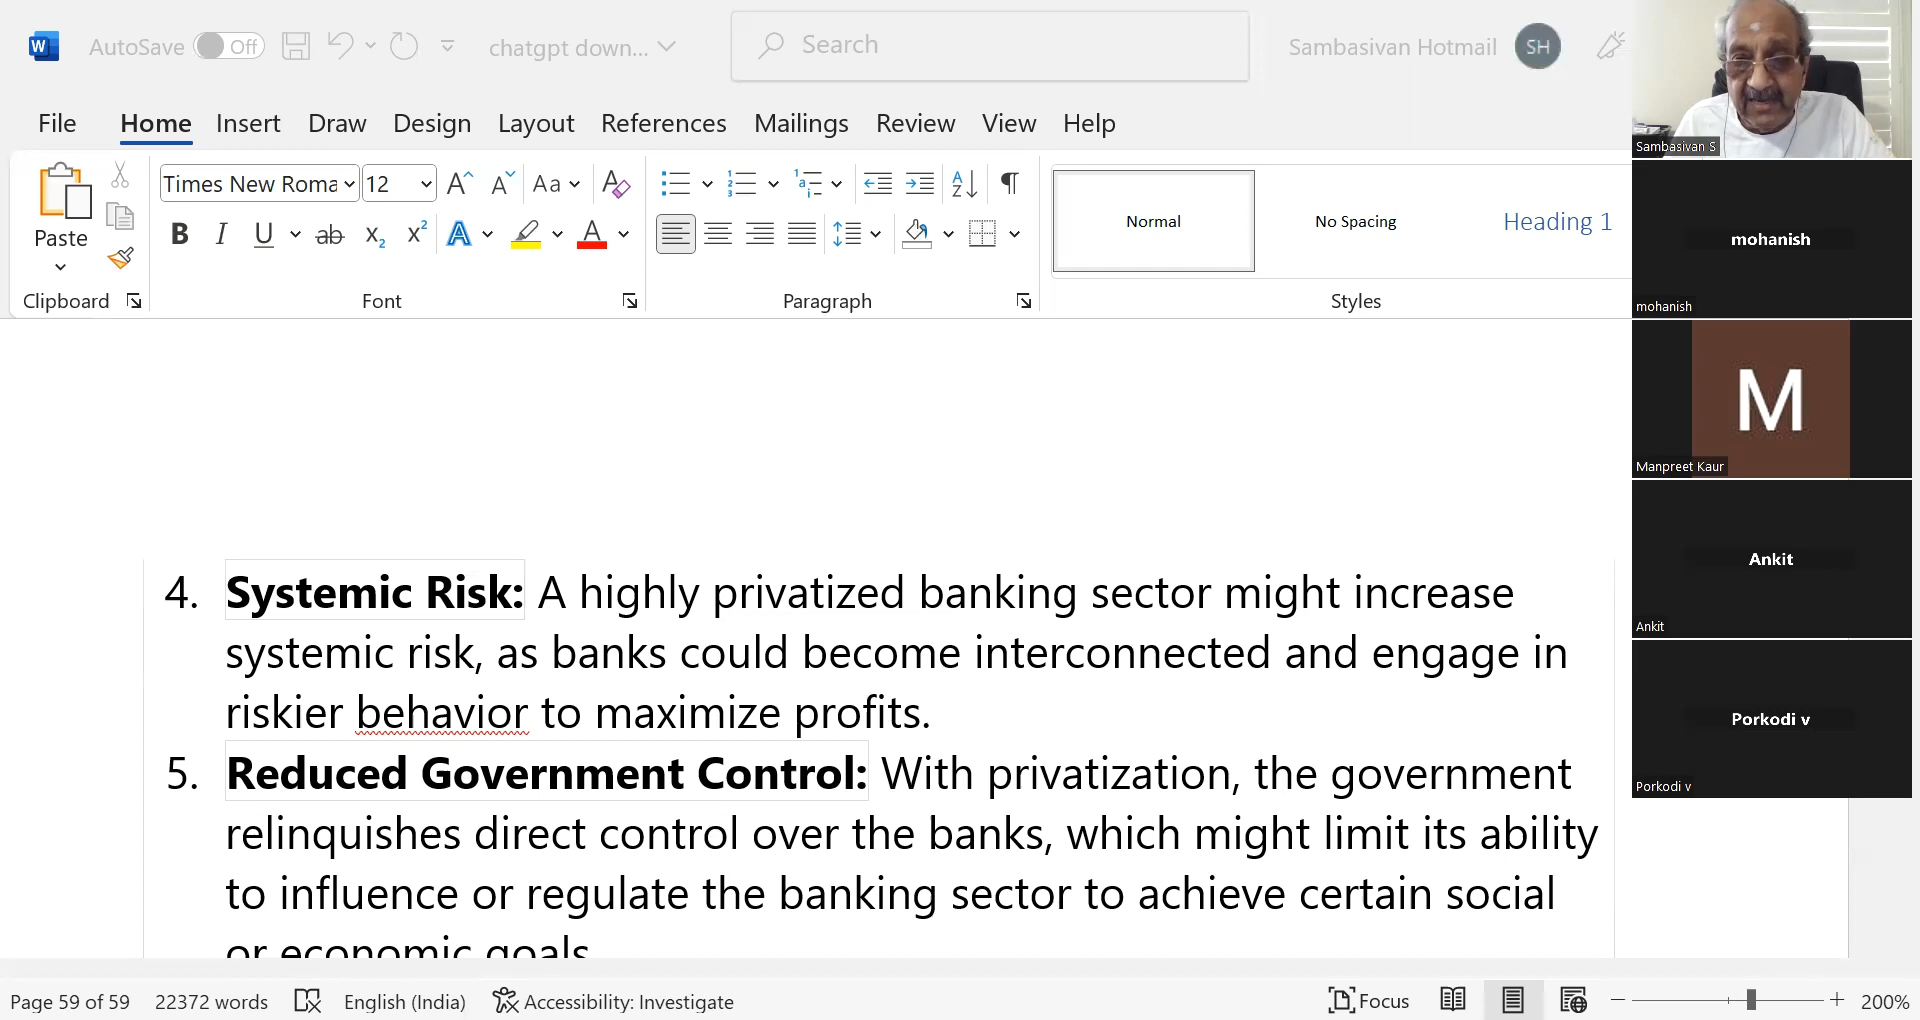 AutoSave Off chatgpt down... Search Sambasivan Hotmail SH
File Home Insert Draw Design Layout References Mailings Review View Help
Paste
Clipboard
Times New Roma 12
Font
Paragraph
Normal No Spacing Heading 1
Styles
4. Systemic Risk: A highly privatized banking sector might increase
systemic risk, as banks could become interconnected and engage in
riskier behavior to maximize profits.
5. Reduced Government Control: With privatization, the government
relinquishes direct control over the banks, which might limit its ability
to influence or regulate the banking sector to achieve certain social
or economic goals
Page 59 of 59 22372 words English (India) Accessibility: Investigate Focus 200%
Sambasivan S
mohanish
mohanish
M
Manpreet Kaur
Ankit
Ankit
Porkodi v
Porkodi v